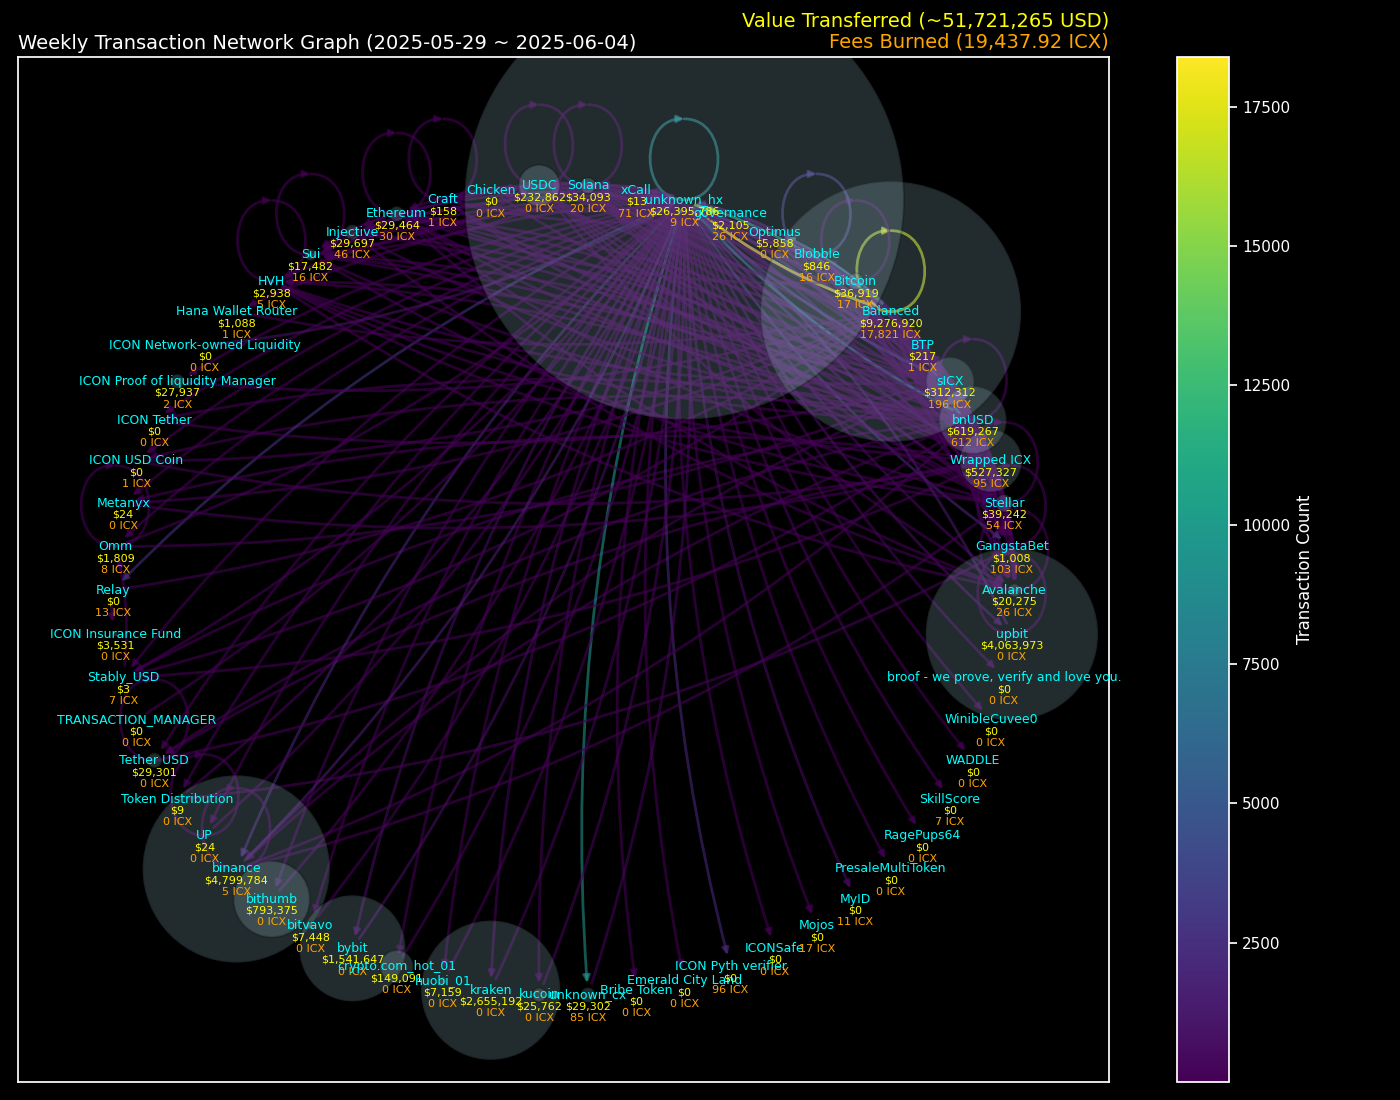 Value Transferred (~51,721,265 USD)
Weekly Transaction Network Graph (2025-05-29 ~ 2025-06-04)
Fees Burned (19,437.92 ICX)
Chicken
$0
0 ICX
USDC
$232,862
0 ICX
Solana
$34,093
20 ICX
xCall
$13
71 ICX
unknown_hx
9 ICX
$2,105
26 ICX
Optimus
$5,858
0 ICX
Blobble
$846
16 ICX
Bitcoin
$36,919
17 ICX
Balanced
$9,276,920
17,821 ICX
BTP
$217
1 ICX
sICX
$312,312
196 ICX
bnUSD
$619,267
612 ICX
Wrapped ICX
$527,327
95 ICX
Stellar
$39,242
54 ICX
GangstaBet
$1,008
103 ICX
Avalanche
$20,275
26 ICX
upbit
$4,063,973
0 ICX
broof - we prove, verify and love you.
$0
0 ICX
WinibleCuvee0
$0
0 ICX
WADDLE
$0
0 ICX
SkillScore
$0
7 ICX
RagePups64
$0
0 ICX
PresaleMultiToken
$0
0 ICX
MyID
$0
11 ICX
Mojos
$0
17 ICX
ICONSafe
$0
0 ICX
ICON Pyth verifier
$0
96 ICX
Emerald City Land
$0
0 ICX
Bribe Token
$0
0 ICX
unknown_cx
$29,302
85 ICX
kucoin
$25,762
0 ICX
kraken
$2,655,192
0 ICX
huobi_01
$7,159
0 ICX
crypto.com_hot_01
$149,091
0 ICX
bybit
$1,541,647
0 ICX
bitvavo
$7,448
0 ICX
bithumb
$793,375
0 ICX
binance
$4,799,784
5 ICX
UP
$24
0 ICX
Token Distribution
$9
0 ICX
Tether USD
$29,301
0 ICX
TRANSACTION_MANAGER
$0
0 ICX
Stably_USD
$3
7 ICX
ICON Insurance Fund
$3,531
0 ICX
Relay
$0
13 ICX
Omm
$1,809
8 ICX
Metanyx
$24
0 ICX
ICON USD Coin
$0
1 ICX
ICON Tether
$0
0 ICX
ICON Proof of liquidity Manager
$27,937
2 ICX
ICON Network-owned Liquidity
$0
0 ICX
Hana Wallet Router
$1,088
1 ICX
HVH
$2,938
5 ICX
Sui
$17,482
16 ICX
Injective
$29,697
46 ICX
Ethereum
$29,464
30 ICX
Craft
$158
1 ICX
17500
15000
12500
10000
7500
5000
2500
Transaction Count